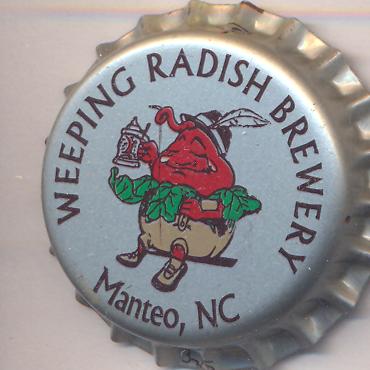 WEEPING RADISH BREWERY
Manteo, NC